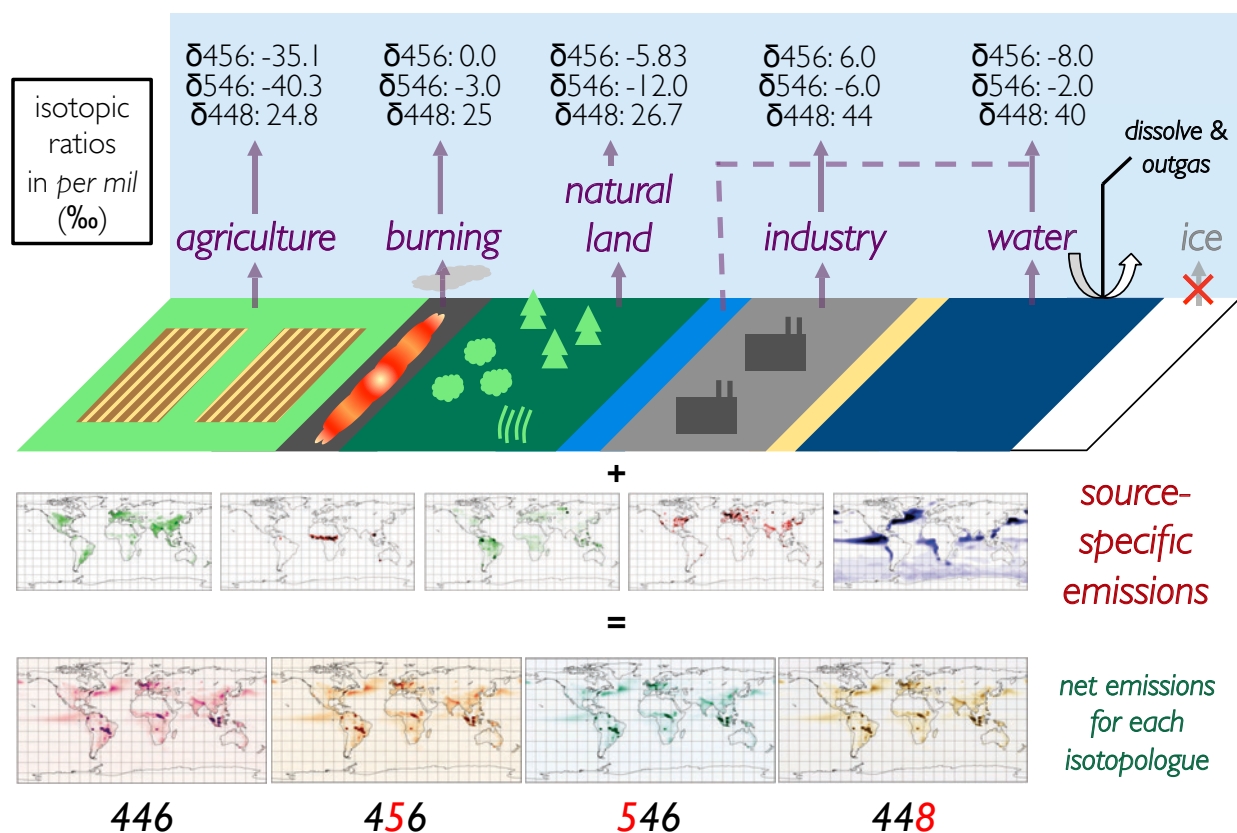 δ456: -35.1
δ546: -40.3
δ448: 24.8
δ456: 0.0
δ546: -3.0
δ448: 25
δ456: -5.83
δ546: -12.0
δ448: 26.7
δ456: 6.0
δ546: -6.0
δ448: 44
δ456: -8.0
δ546: -2.0
δ448: 40
isotopic
ratios
in per mil
(‰)
dissolve &
outgas
agriculture
burning
natural
land
industry
water
ice
+
source-
specific
emissions
=
net emissions
for each
isotopologue
446
456
546
448